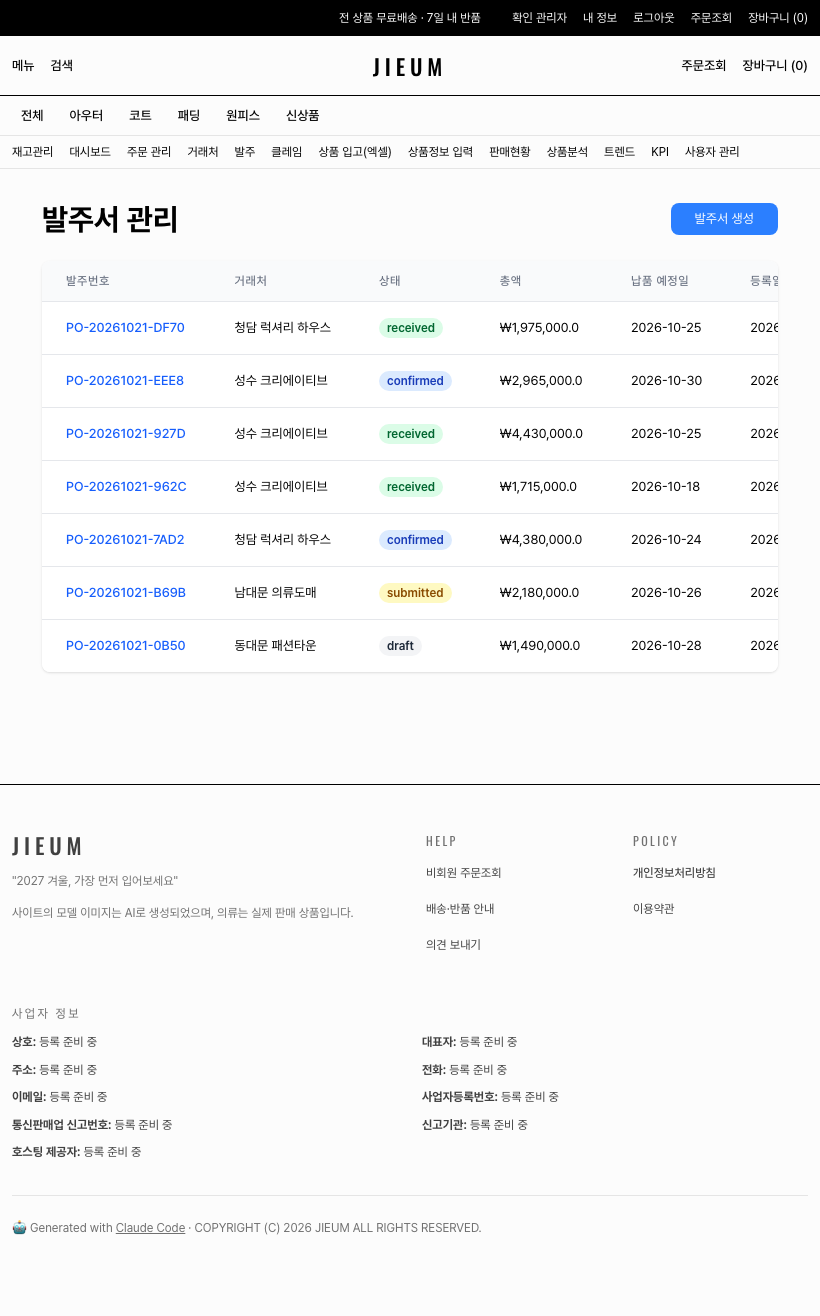 전 상품 무료배송 · 7일 내 반품 확인 관리자 내 정보 로그아웃 주문조회 장바구니 (0)
메뉴 검색 JIEUM 주문조회 장바구니 (0)
전체 아우터 코트 패딩 원피스 신상품
재고관리 대시보드 주문 관리 거래처 발주 클레임 상품 입고(엑셀) 상품정보 입력 판매현황 상품분석 트렌드 KPI 사용자 관리
발주서 관리 발주서 생성
발주번호 거래처 상태 총액 납품 예정일 등록일
PO-20261021-DF70 청담 럭셔리 하우스 received ₩1,975,000.0 2026-10-25 2026
PO-20261021-EEE8 성수 크리에이티브 confirmed ₩2,965,000.0 2026-10-30 2026
PO-20261021-927D 성수 크리에이티브 received ₩4,430,000.0 2026-10-25 2026
PO-20261021-962C 성수 크리에이티브 received ₩1,715,000.0 2026-10-18 2026
PO-20261021-7AD2 청담 럭셔리 하우스 confirmed ₩4,380,000.0 2026-10-24 2026
PO-20261021-B69B 남대문 의류도매 submitted ₩2,180,000.0 2026-10-26 2026
PO-20261021-0B50 동대문 패션타운 draft ₩1,490,000.0 2026-10-28 2026
JIEUM
"2027 겨울, 가장 먼저 입어보세요"
사이트의 모델 이미지는 AI로 생성되었으며, 의류는 실제 판매 상품입니다.
HELP
비회원 주문조회
배송·반품 안내
의견 보내기
POLICY
개인정보처리방침
이용약관
사업자 정보
상호: 등록 준비 중 대표자: 등록 준비 중
주소: 등록 준비 중 전화: 등록 준비 중
이메일: 등록 준비 중 사업자등록번호: 등록 준비 중
통신판매업 신고번호: 등록 준비 중 신고기관: 등록 준비 중
호스팅 제공자: 등록 준비 중
🤖 Generated with Claude Code · COPYRIGHT (C) 2026 JIEUM ALL RIGHTS RESERVED.